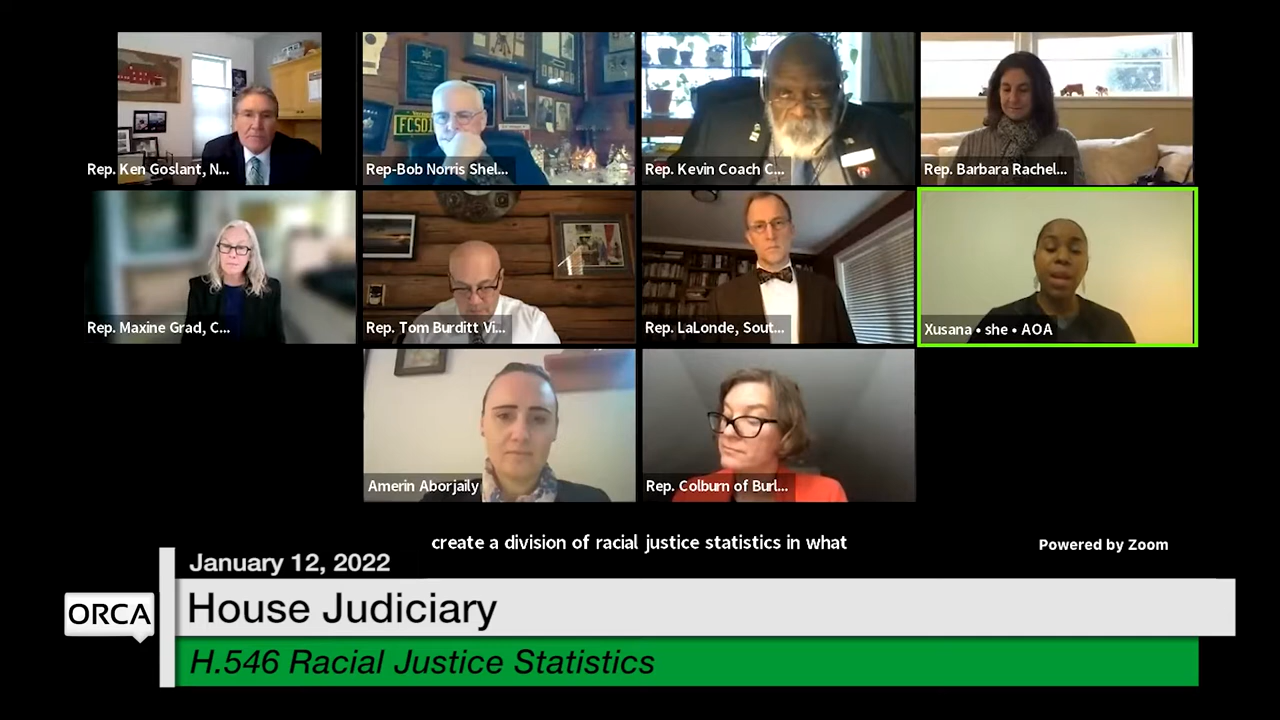 Rep. Ken Goslant, N...
Rep-Bob Norris Shel...
Rep. Kevin Coach C...
Rep. Barbara Rachel...
Rep. Maxine Grad, C...
Rep. Tom Burditt Vi...
Rep. LaLonde, Sout...
Xusana • she • AOA
Amerin Aborjaily
Rep. Colburn of Burl...
create a division of racial justice statistics in what
Powered by Zoom
January 12, 2022
ORCA
House Judiciary
H.546 Racial Justice Statistics